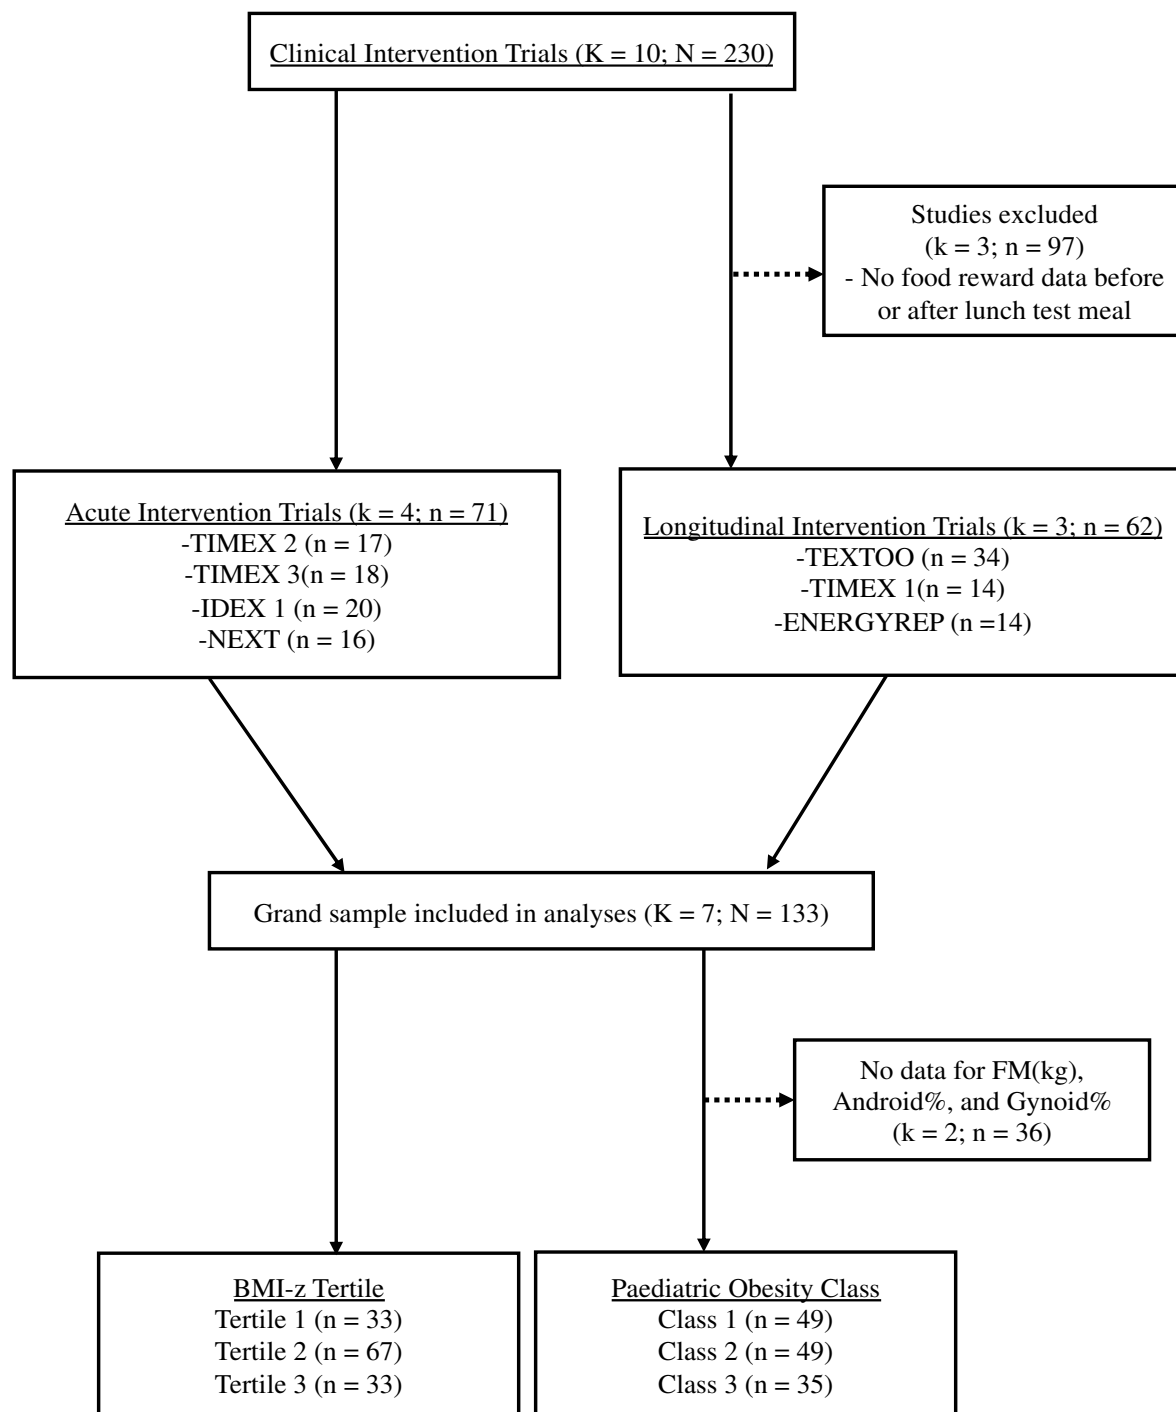 Clinical Intervention Trials (K = 10; N = 230)
Studies excluded
(k = 3; n = 97)
- No food reward data before
or after lunch test meal
Acute Intervention Trials (k = 4; n = 71)
-TIMEX 2 (n = 17)
-TIMEX 3(n = 18)
-IDEX 1 (n = 20)
-NEXT (n = 16)
Longitudinal Intervention Trials (k = 3; n = 62)
-TEXTOO (n = 34)
-TIMEX 1(n = 14)
-ENERGYREP (n =14)
Grand sample included in analyses (K = 7; N = 133)
No data for FM(kg),
Android%, and Gynoid%
(k = 2; n = 36)
BMI-z Tertile
Tertile 1 (n = 33)
Tertile 2 (n = 67)
Tertile 3 (n = 33)
Paediatric Obesity Class
Class 1 (n = 49)
Class 2 (n = 49)
Class 3 (n = 35)